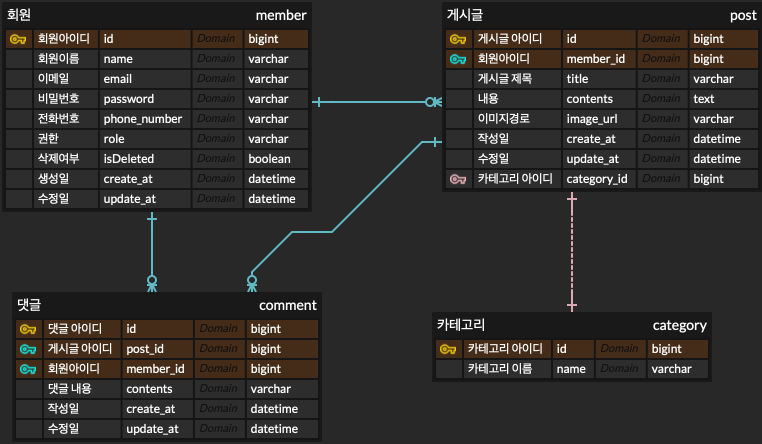 회원 member
회원아이디 id Domain bigint
회원이름 name Domain varchar
이메일 email Domain varchar
비밀번호 password Domain varchar
전화번호 phone_number Domain varchar
권한 role Domain varchar
삭제여부 isDeleted Domain boolean
생성일 create_at Domain datetime
수정일 update_at Domain datetime
게시글 post
게시글 아이디 id Domain bigint
회원아이디 member_id Domain bigint
게시글 제목 title Domain varchar
내용 contents Domain text
이미지경로 image_url Domain varchar
작성일 create_at Domain datetime
수정일 update_at Domain datetime
카테고리 아이디 category_id Domain bigint
댓글 comment
댓글 아이디 id Domain bigint
게시글 아이디 post_id Domain bigint
회원아이디 member_id Domain bigint
댓글 내용 contents Domain varchar
작성일 create_at Domain datetime
수정일 update_at Domain datetime
카테고리 category
카테고리 아이디 id Domain bigint
카테고리 이름 name Domain varchar